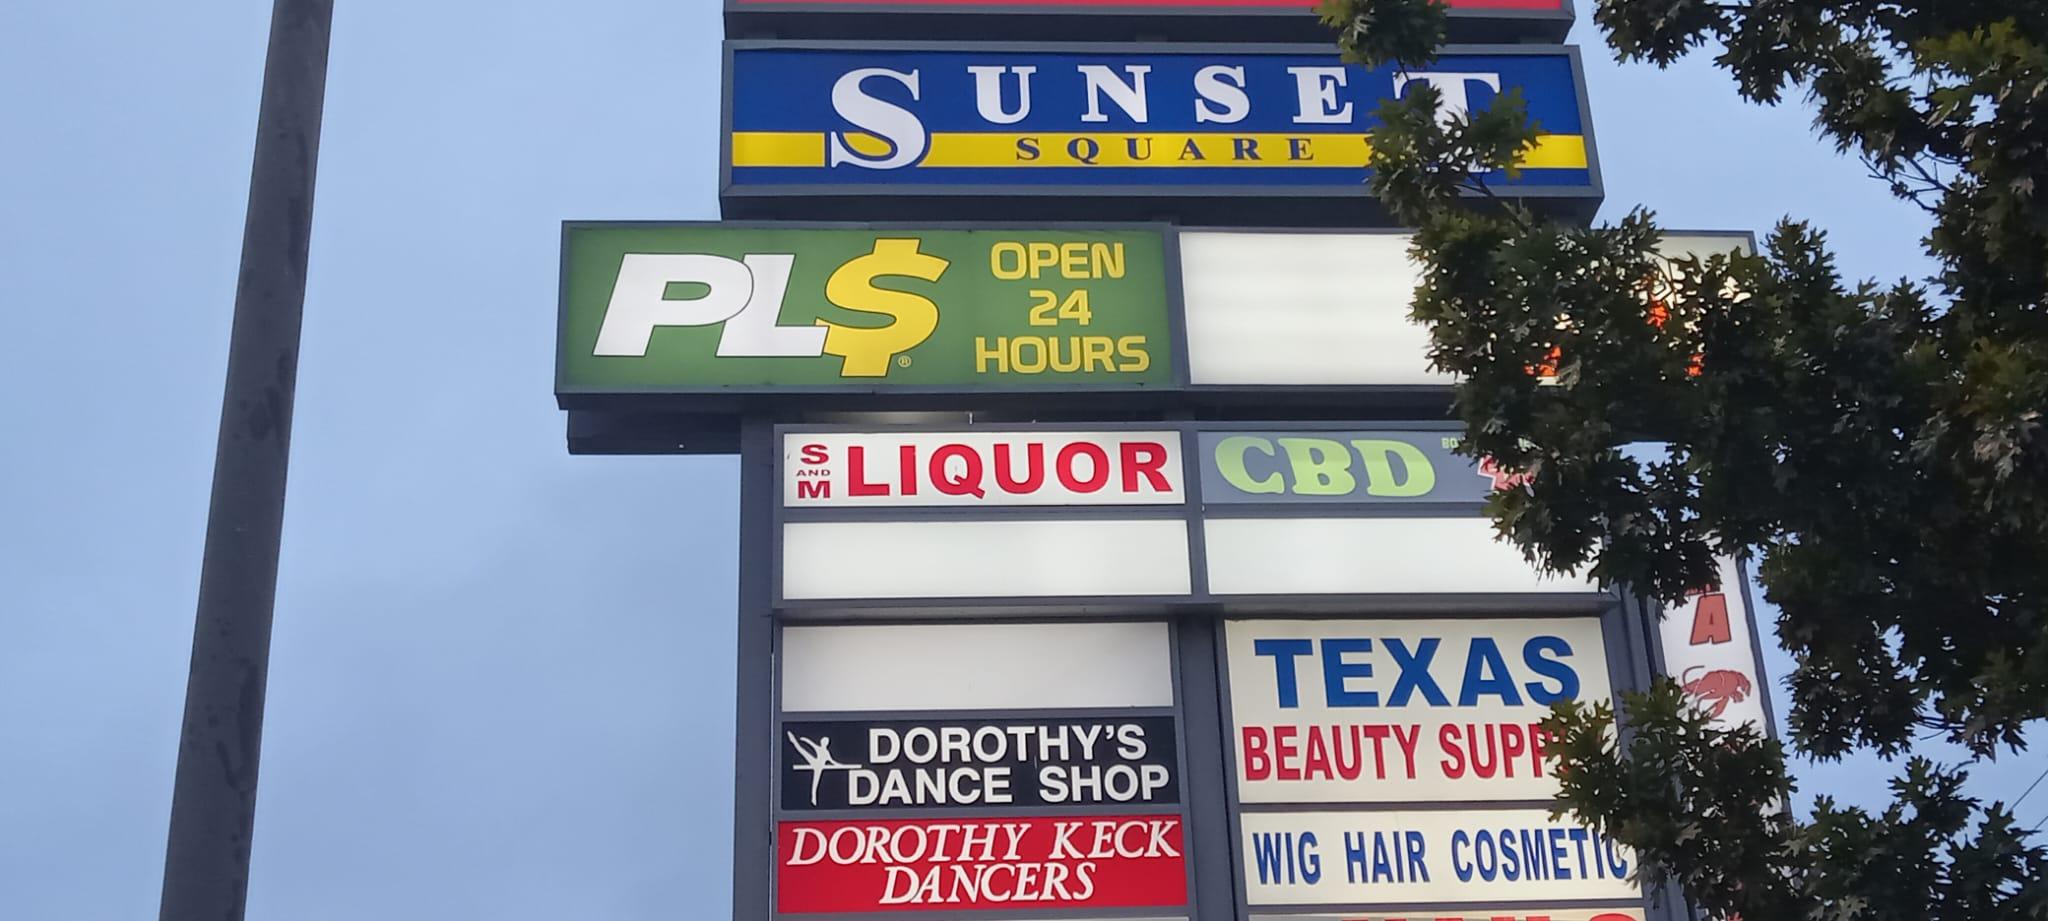 SUNSET
SQUARE
PL$® OPEN
24
HOURS
S AND M LIQUOR
CBD
TEXAS
BEAUTY
DOROTHY'S
DANCE SHOP
DOROTHY KECK
DANCERS
WIG HAIR COSMETIC